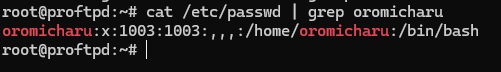 root@proftpd:~# cat /etc/passwd | grep oromicharu
oromicharu:x:1003:1003:,,,:/home/oromicharu:/bin/bash
root@proftpd:~#